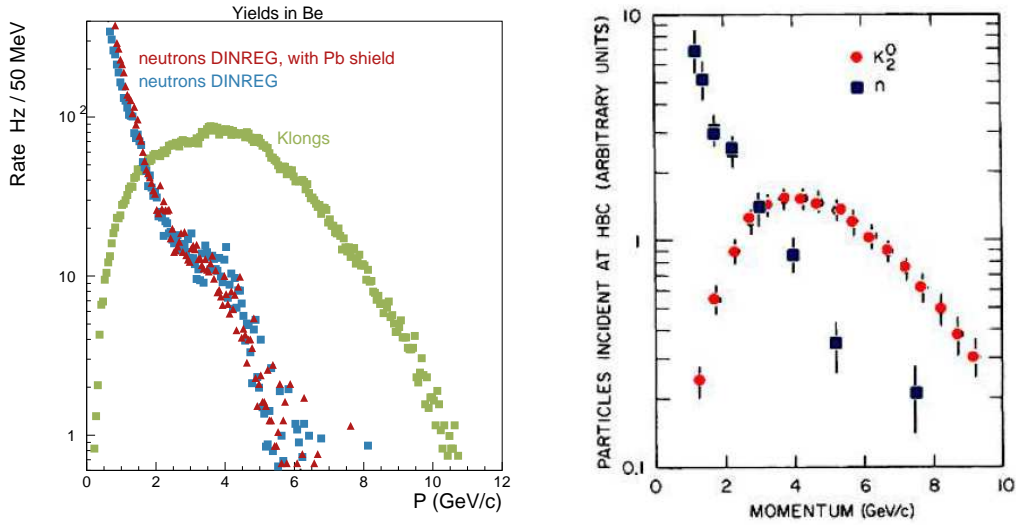 Yields in Be
Rate Hz / 50 MeV
neutrons DINREG, with Pb shield
neutrons DINREG
Klongs
10²
10
1
0 2 4 6 8 10 12
P (GeV/c)
PARTICLES INCIDENT AT HBC (ARBITRARY UNITS)
10
1
0.1
K⁰₂
n
0 2 4 6 8 10
MOMENTUM (GeV/c)